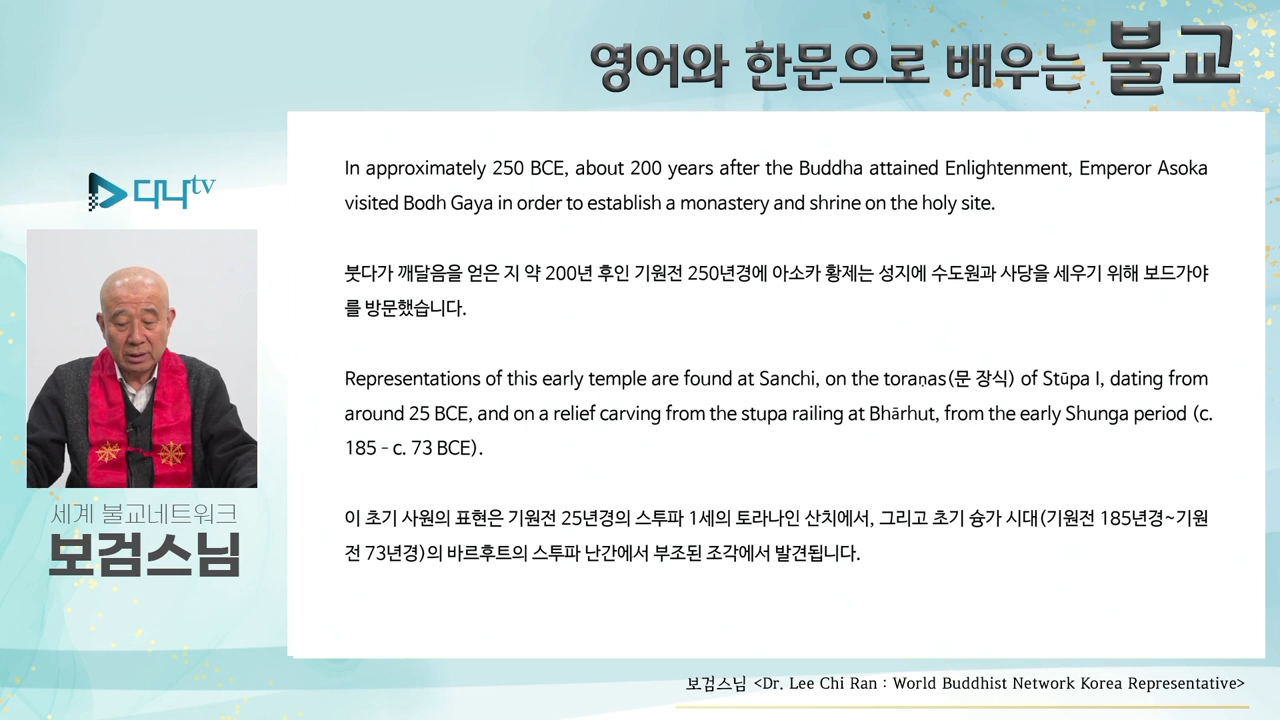 영어와 한문으로 배우는 불교
디나tv
In approximately 250 BCE, about 200 years after the Buddha attained Enlightenment, Emperor Asoka
visited Bodh Gaya in order to establish a monastery and shrine on the holy site.
붓다가 깨달음을 얻은 지 약 200년 후인 기원전 250년경에 아소카 황제는 성지에 수도원과 사당을 세우기 위해 보드가야
를 방문했습니다.
Representations of this early temple are found at Sanchi, on the toraṇas(문 장식) of Stūpa I, dating from
around 25 BCE, and on a relief carving from the stupa railing at Bhārhut, from the early Shunga period (c.
185 – c. 73 BCE).
이 초기 사원의 표현은 기원전 25년경의 스투파 1세의 토라나인 산치에서, 그리고 초기 슝가 시대(기원전 185년경~기원
전 73년경)의 바르후트의 스투파 난간에서 부조된 조각에서 발견됩니다.
세계 불교네트워크
보검스님
보검스님 <Dr. Lee Chi Ran : World Buddhist Network Korea Representative>